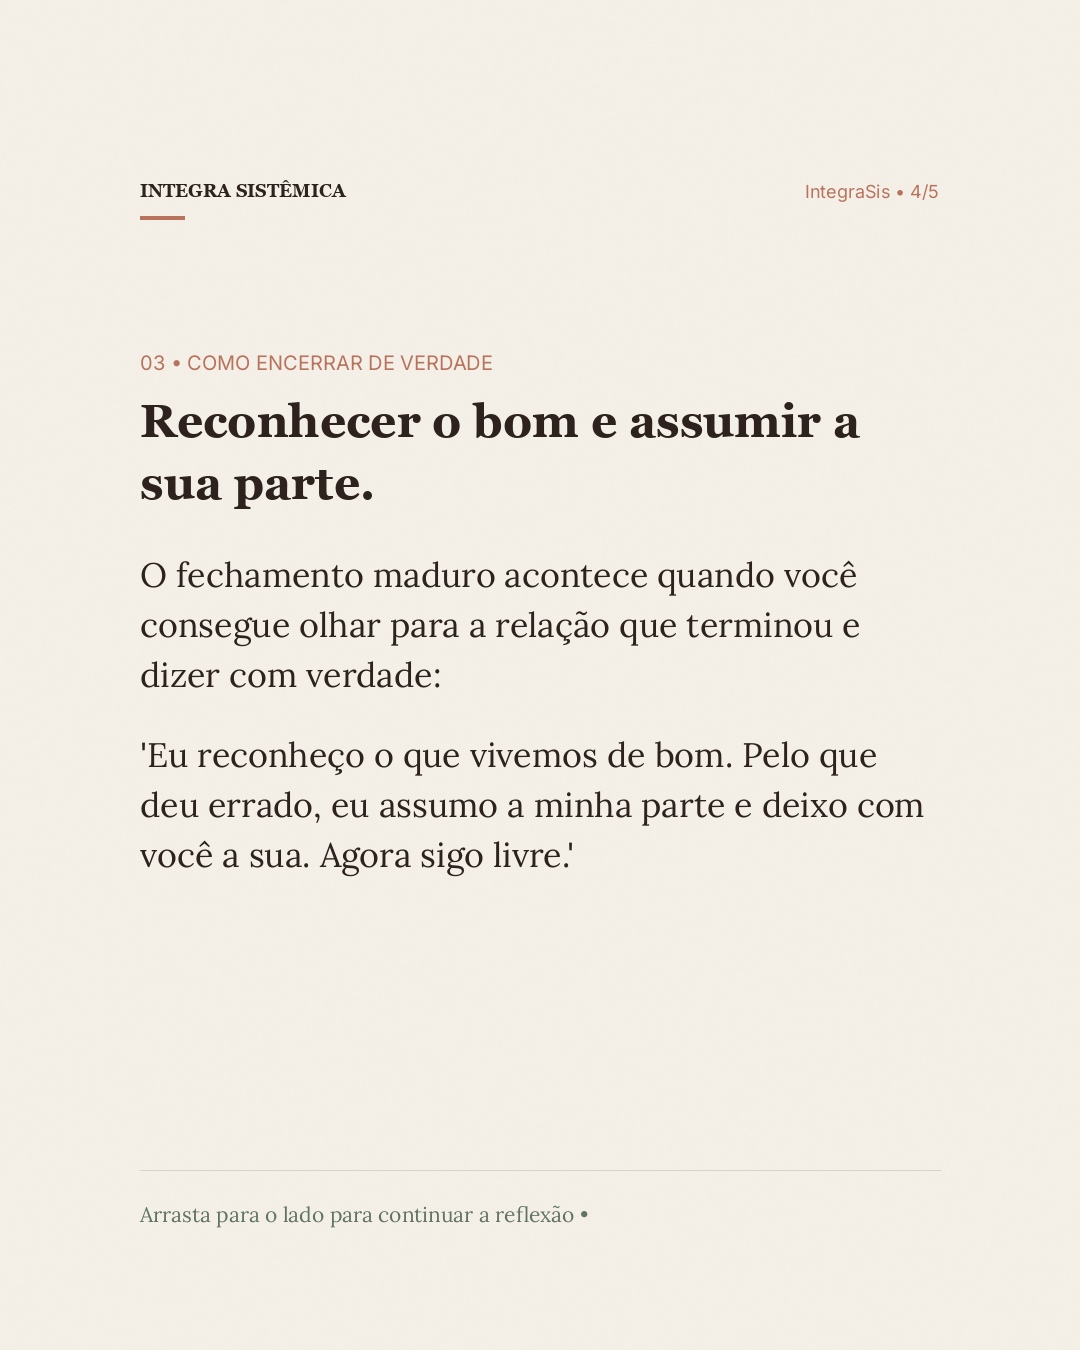 INTEGRA SISTÊMICA
IntegraSis • 4/5
03 • COMO ENCERRAR DE VERDADE
Reconhecer o bom e assumir a
sua parte.
O fechamento maduro acontece quando você
consegue olhar para a relação que terminou e
dizer com verdade:
'Eu reconheço o que vivemos de bom. Pelo que
deu errado, eu assumo a minha parte e deixo com
você a sua. Agora sigo livre.'
Arrasta para o lado para continuar a reflexão •